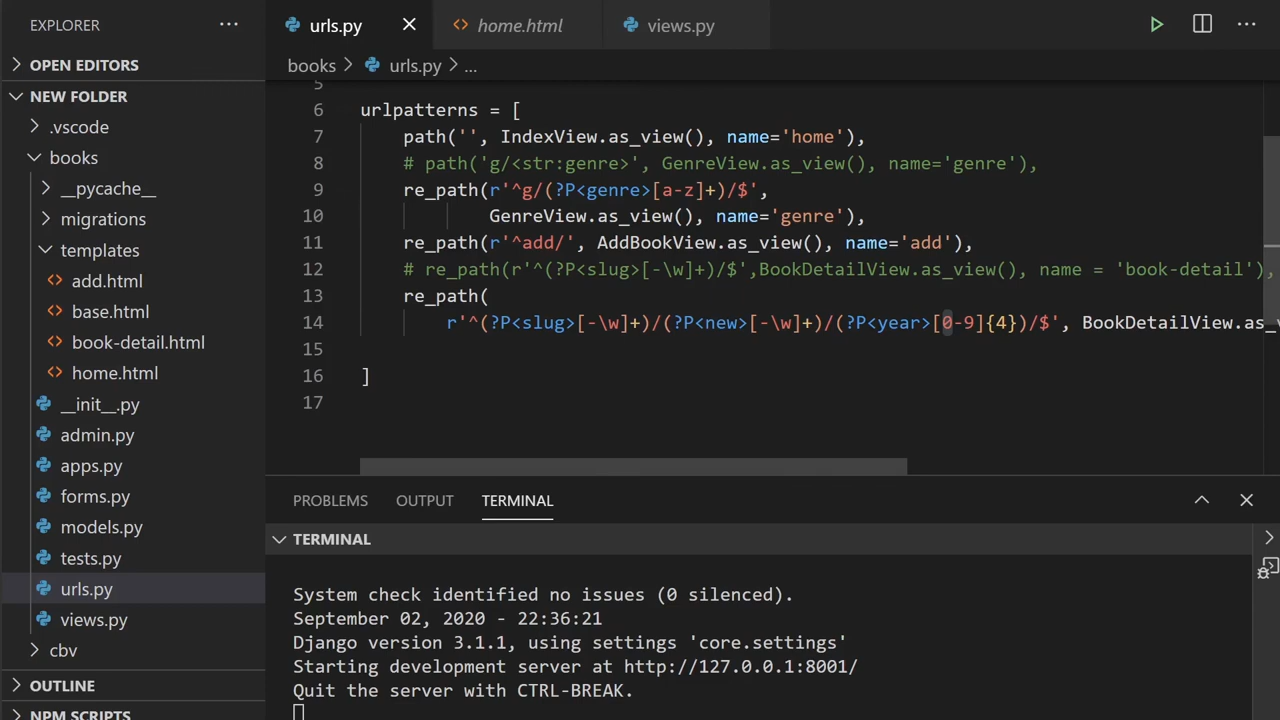 EXPLORER
···
urls.py
home.html
views.py
···
OPEN EDITORS
books
urls.py
...
NEW FOLDER
.vscode
books
__pycache__
migrations
templates
add.html
base.html
book-detail.html
home.html
__init__.py
admin.py
apps.py
forms.py
models.py
tests.py
urls.py
views.py
cbv
OUTLINE
NPM SCRIPTS
5
6 urlpatterns = [
7 path('', IndexView.as_view(), name='home'),
8 # path('g/<str:genre>', GenreView.as_view(), name='genre'),
9 re_path(r'^g/(?P<genre>[a-z]+)/$',
10 GenreView.as_view(), name='genre'),
11 re_path(r'^add/', AddBookView.as_view(), name='add'),
12 # re_path(r'^(?P<slug>[-\w]+)/$',BookDetailView.as_view(), name = 'book-detail'),
13 re_path(
14 r'^(?P<slug>[-\w]+)/(?P<new>[-\w]+)/(?P<year>[0-9]{4})/$', BookDetailView.as_v
15
16 ]
17
PROBLEMS
OUTPUT
TERMINAL
TERMINAL
System check identified no issues (0 silenced).
September 02, 2020 - 22:36:21
Django version 3.1.1, using settings 'core.settings'
Starting development server at http://127.0.0.1:8001/
Quit the server with CTRL-BREAK.